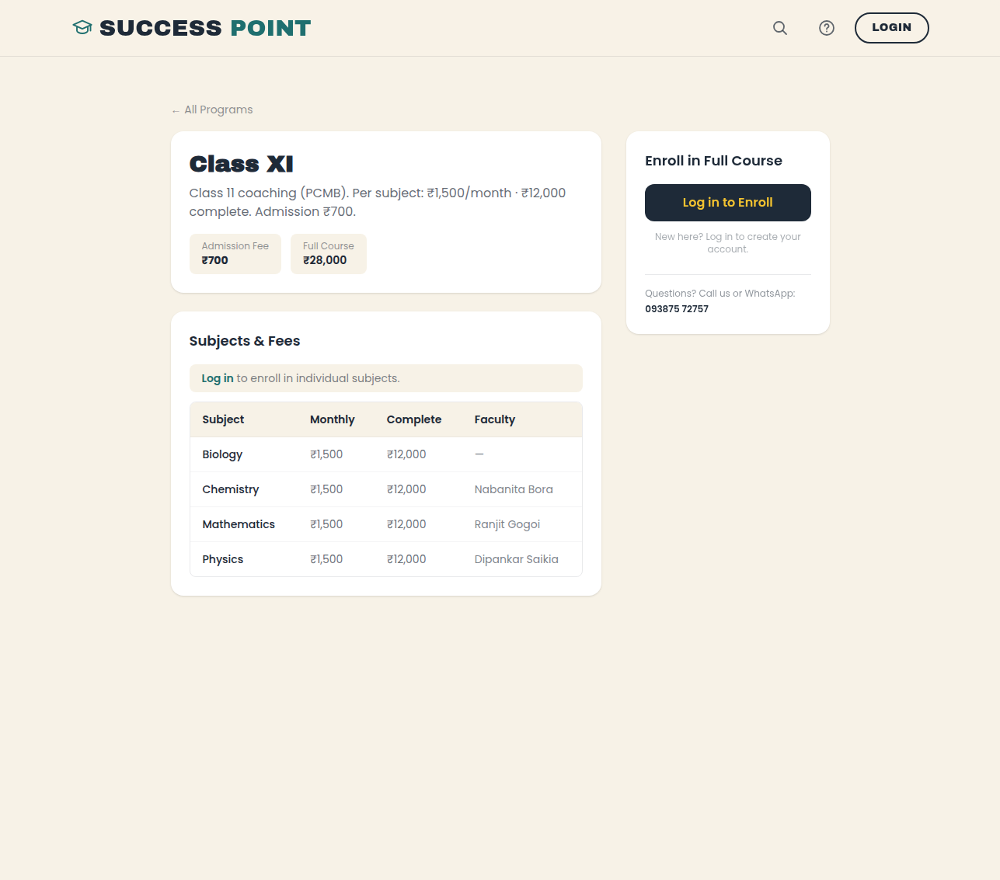 SUCCESS POINT
LOGIN
← All Programs
Class XI
Class 11 coaching (PCMB). Per subject: ₹1,500/month · ₹12,000
complete. Admission ₹700.
Admission Fee
₹700
Full Course
₹28,000
Subjects & Fees
Log in to enroll in individual subjects.
Subject Monthly Complete Faculty
Biology ₹1,500 ₹12,000 —
Chemistry ₹1,500 ₹12,000 Nabanita Bora
Mathematics ₹1,500 ₹12,000 Ranjit Gogoi
Physics ₹1,500 ₹12,000 Dipankar Saikia
Enroll in Full Course
Log in to Enroll
New here? Log in to create your
account.
Questions? Call us or WhatsApp:
093875 72757